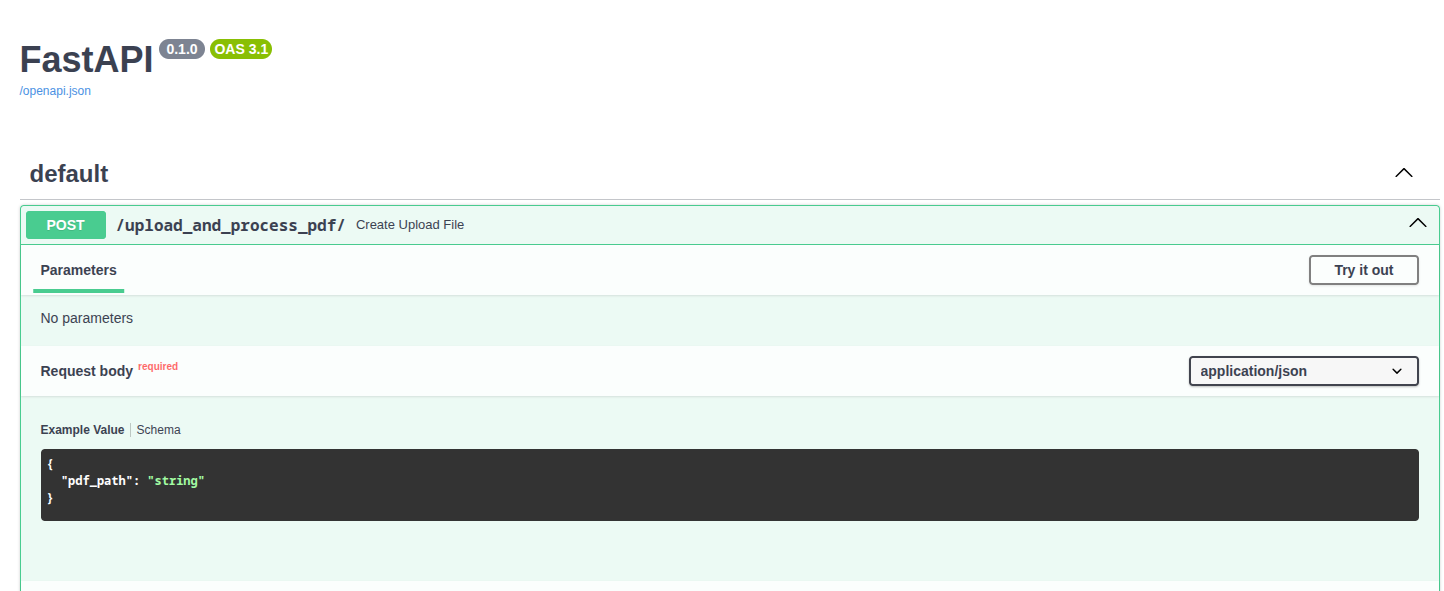 FastAPI 0.1.0 OAS 3.1
/openapi.json
default
POST /upload_and_process_pdf/ Create Upload File
Parameters Try it out
No parameters
Request body required application/json
Example Value Schema
{
"pdf_path": "string"
}